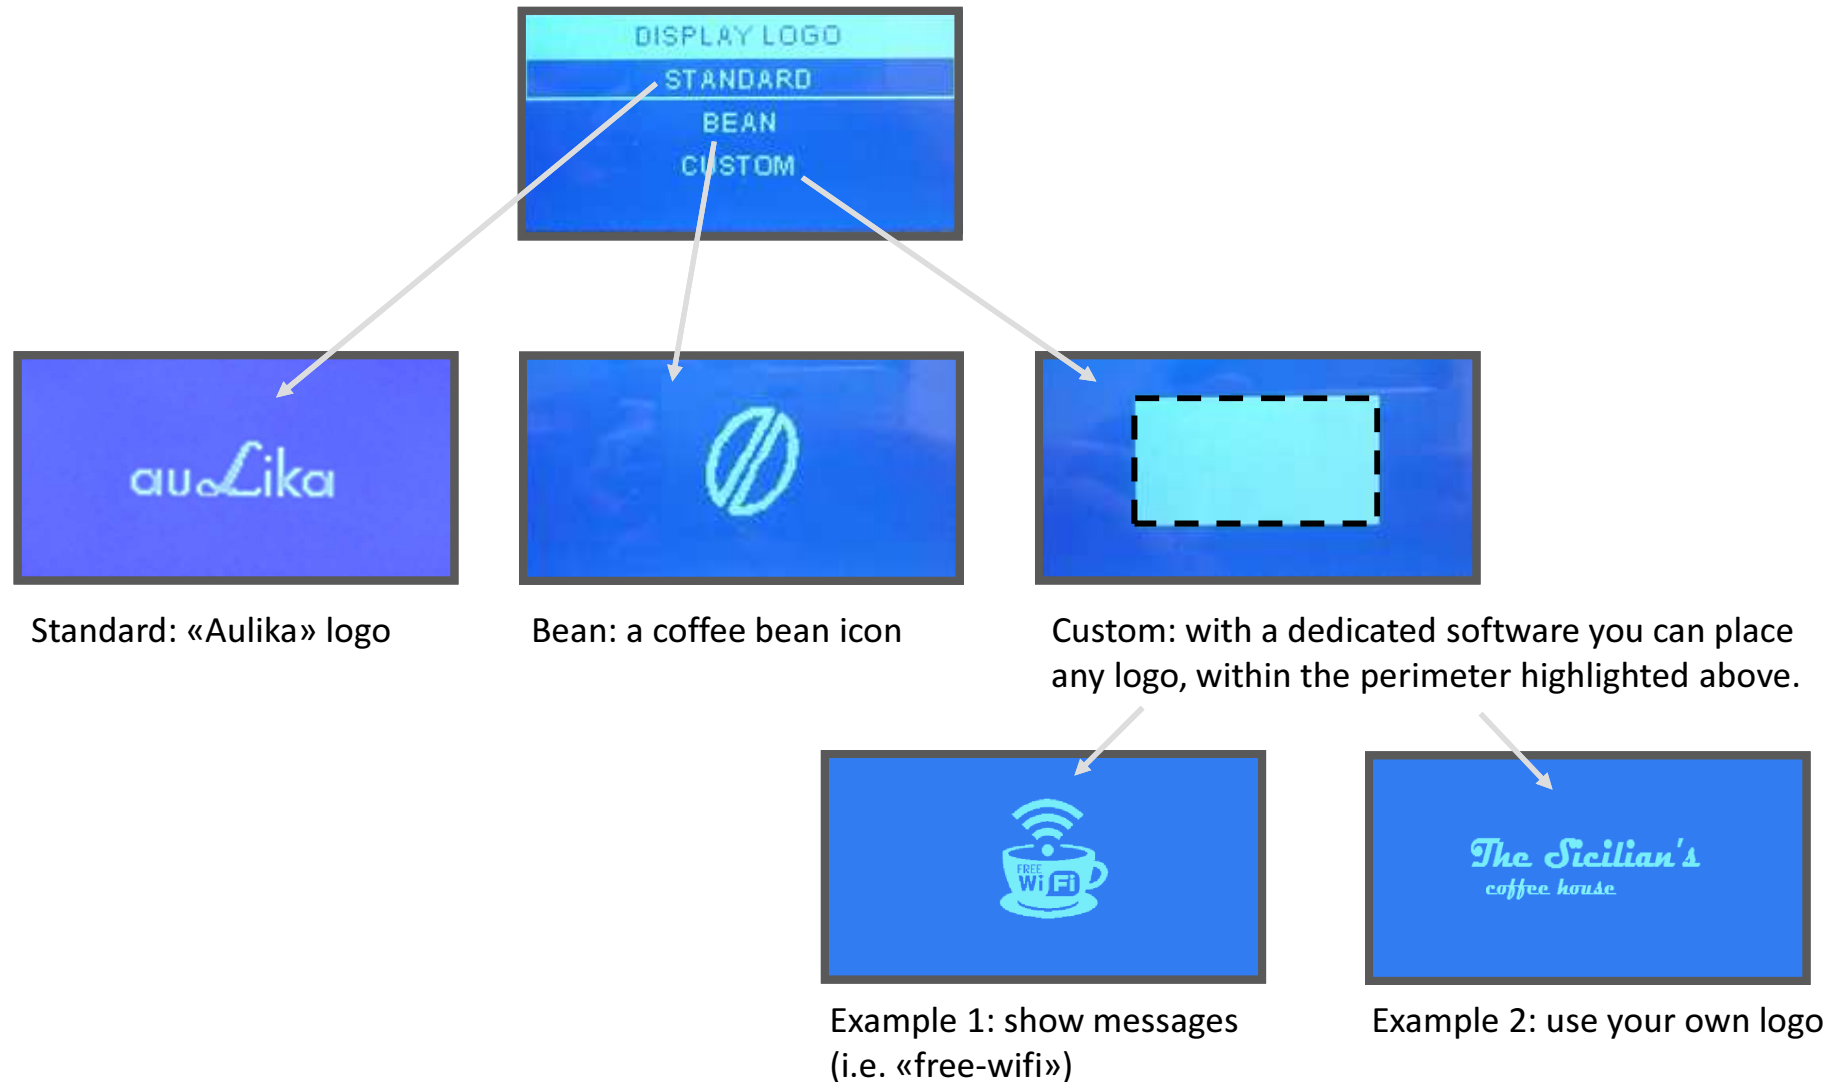 DISPLAY LOGO
STANDARD
BEAN
CUSTOM
auLika
Standard: «Aulika» logo
Bean: a coffee bean icon
Custom: with a dedicated software you can place
any logo, within the perimeter highlighted above.
FREE
Wi Fi
The Sicilian's
coffee house
Example 1: show messages
(i.e. «free-wifi»)
Example 2: use your own logo